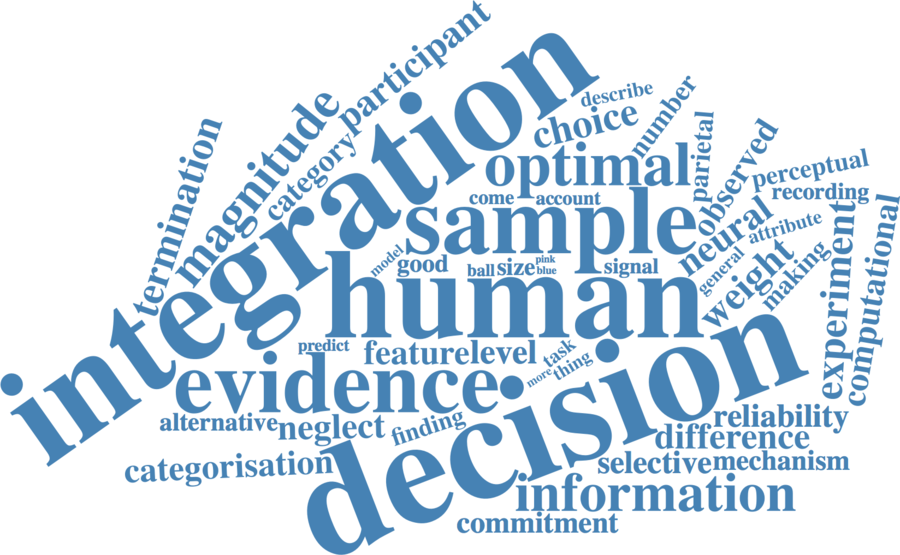 participant
integration
describe
number
choice
magnitude
category
termination
parietal
observed
optimal
perceptual
recording
come
account
sample
neural
attribute
experiment
computational
model
good
ball
size
pink
blue
signal
general
weight
making
human
predict
featurelevel
task
more
thing
evidence
decision
alternative
neglect
finding
reliability
difference
categorisation
selective
mechanism
information
commitment